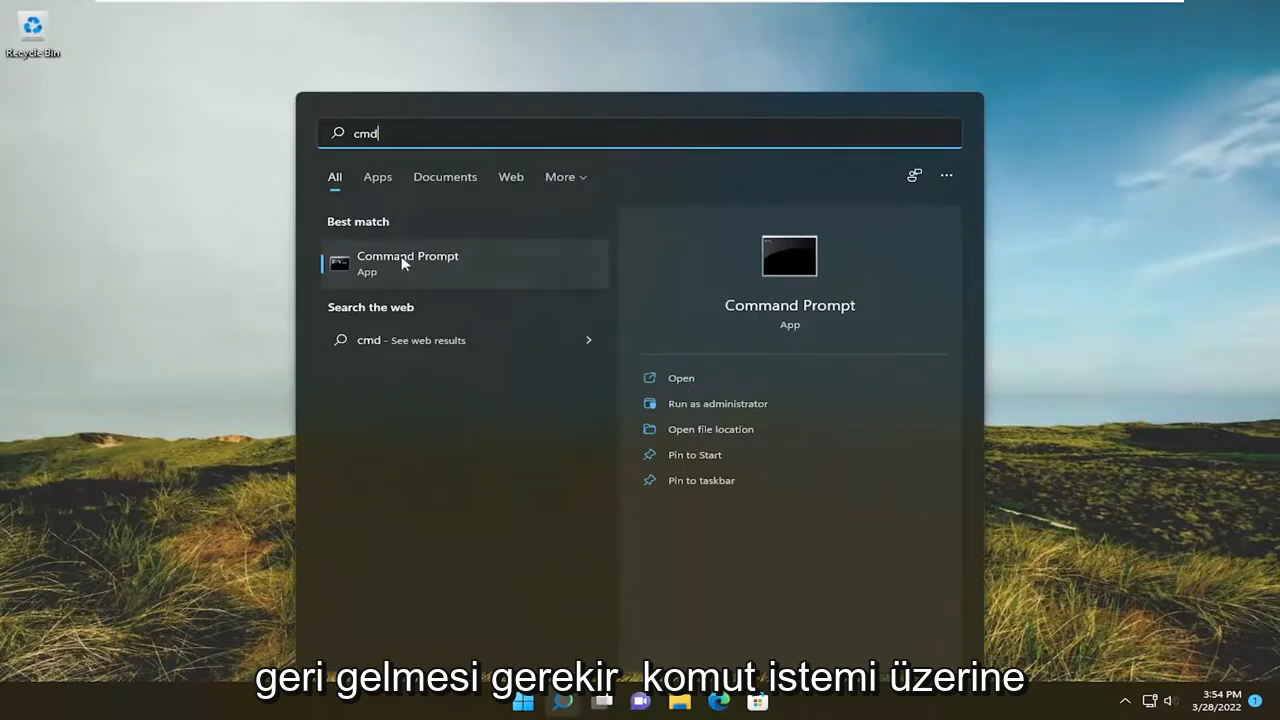 Recycle Bin
cmd
All Apps Documents Web More
Best match
Command Prompt
App
Search the web
cmd - See web results
Command Prompt
App
Open
Run as administrator
Open file location
Pin to Start
Pin to taskbar
geri gelmesi gerekir komut istemi üzerine
3:54 PM
3/28/2022
1